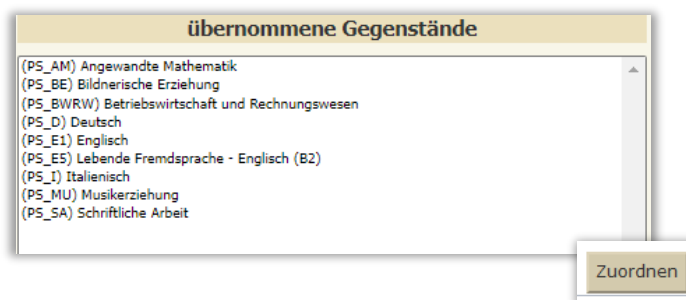 übernommene Gegenstände
(PS_AM) Angewandte Mathematik
(PS_BE) Bildnerische Erziehung
(PS_BWRW) Betriebswirtschaft und Rechnungswesen
(PS_D) Deutsch
(PS_E1) Englisch
(PS_E5) Lebende Fremdsprache - Englisch (B2)
(PS_I) Italienisch
(PS_MU) Musikerziehung
(PS_SA) Schriftliche Arbeit
Zuordnen